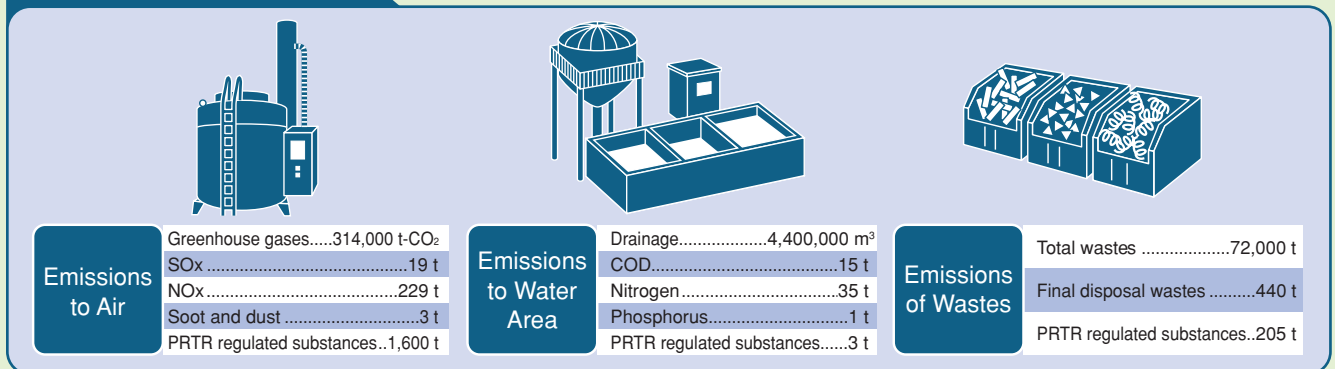 Emissions
to Air
Greenhouse gases.....314,000 t-CO₂
SOx ......................................19 t
NOx....................................229 t
Soot and dust ..........................3 t
PRTR regulated substances..1,600 t
Emissions
to Water
Area
Drainage..................4,400,000 m³
COD...................................15 t
Nitrogen.............................35 t
Phosphorus..........................1 t
PRTR regulated substances......3 t
Emissions
of Wastes
Total wastes ...................72,000 t
Final disposal wastes ..........440 t
PRTR regulated substances..205 t